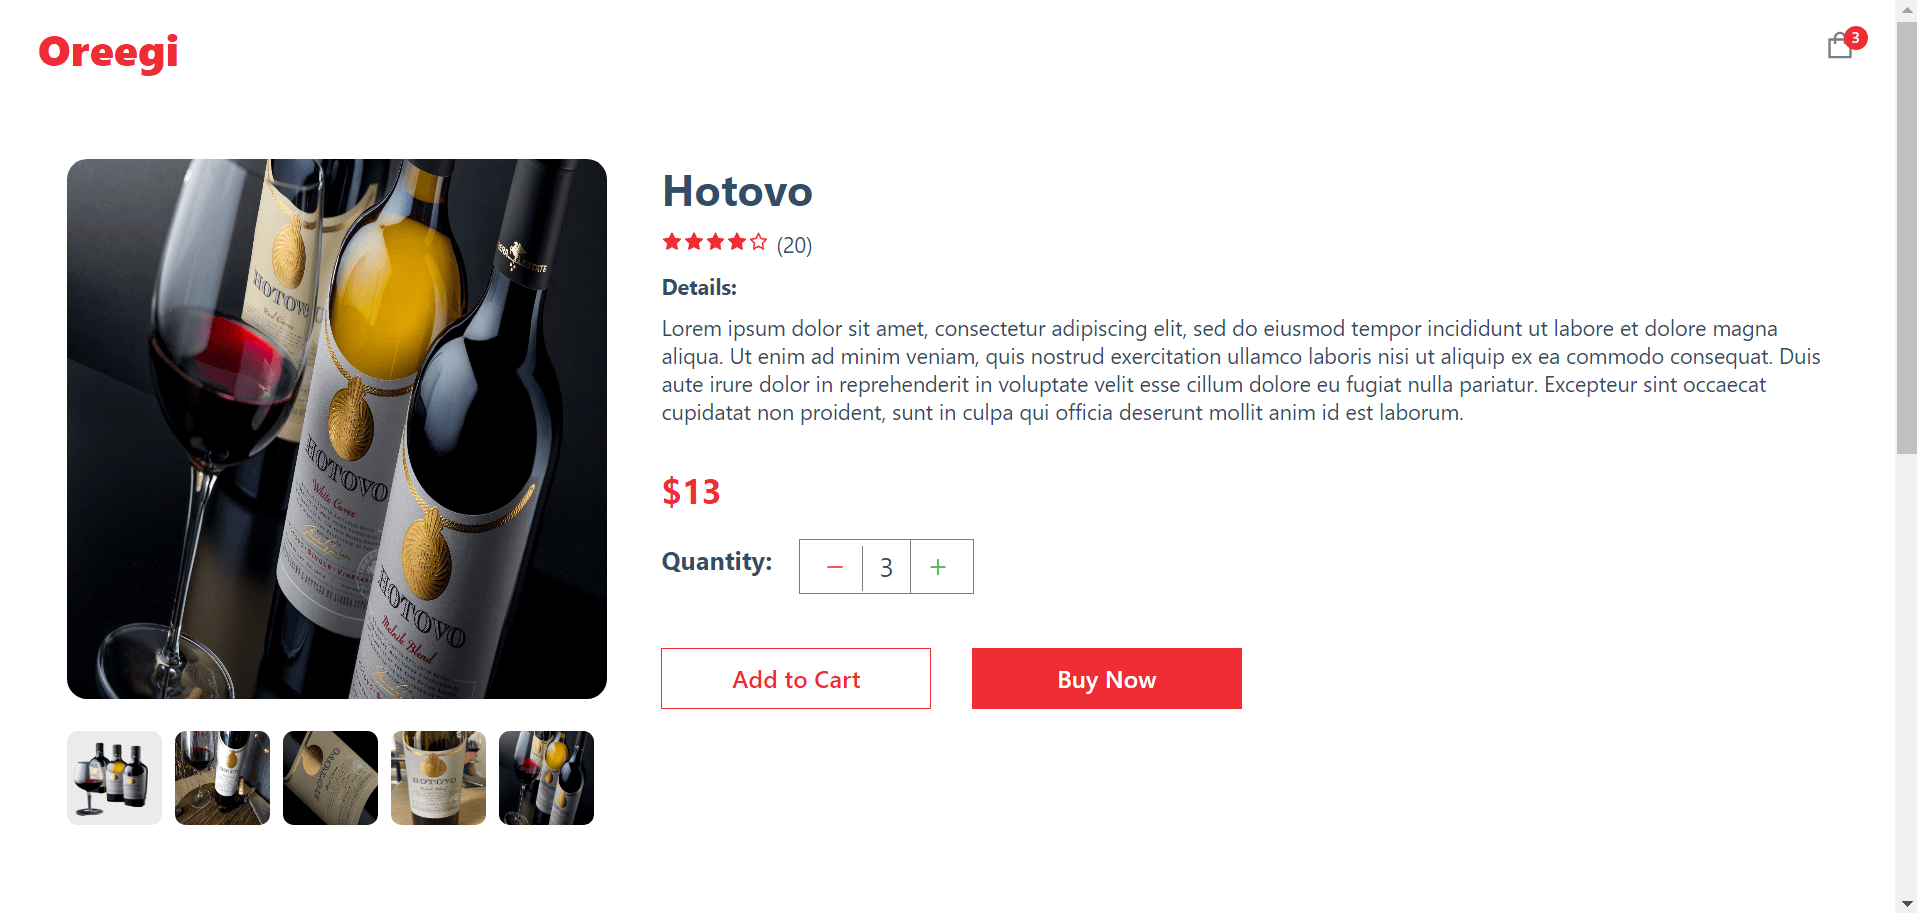 Oreegi
3
Hotovo
(20)
Details:
Lorem ipsum dolor sit amet, consectetur adipiscing elit, sed do eiusmod tempor incididunt ut labore et dolore magna
aliqua. Ut enim ad minim veniam, quis nostrud exercitation ullamco laboris nisi ut aliquip ex ea commodo consequat. Duis
aute irure dolor in reprehenderit in voluptate velit esse cillum dolore eu fugiat nulla pariatur. Excepteur sint occaecat
cupidatat non proident, sunt in culpa qui officia deserunt mollit anim id est laborum.
$13
Quantity: − 3 +
Add to Cart
Buy Now
HOTOVO
Red Cuvee
HOTOVO
White Cuvee
HOTOVO
Melnik Blend
HOTOVO
HOTOVO